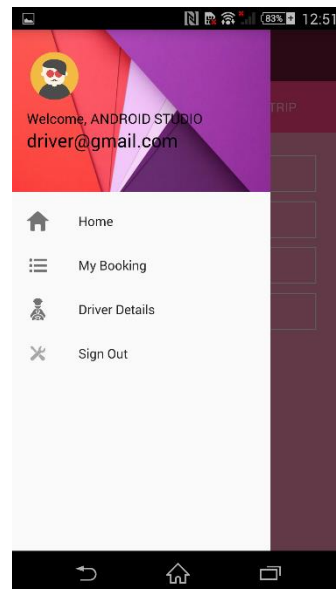 83% 12:51
Welcome, ANDROID STUDIO
driver@gmail.com
TRIP
Home
My Booking
Driver Details
Sign Out